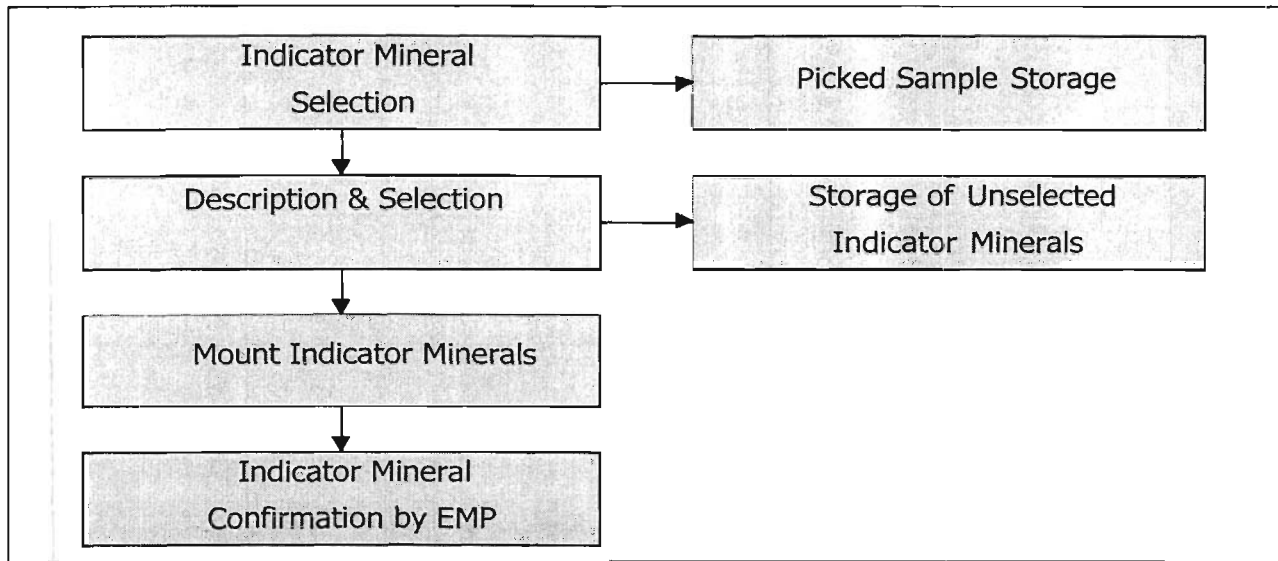 Indicator Mineral
Selection
Picked Sample Storage
Description & Selection
Storage of Unselected
Indicator Minerals
Mount Indicator Minerals
Indicator Mineral
Confirmation by EMP